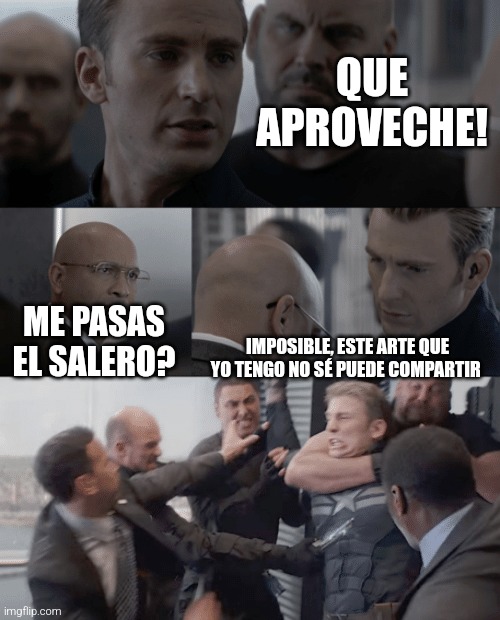 QUE
APROVECHE!
ME PASAS
EL SALERO?
IMPOSIBLE, ESTE ARTE QUE
YO TENGO NO SÉ PUEDE COMPARTIR
imgflip.com